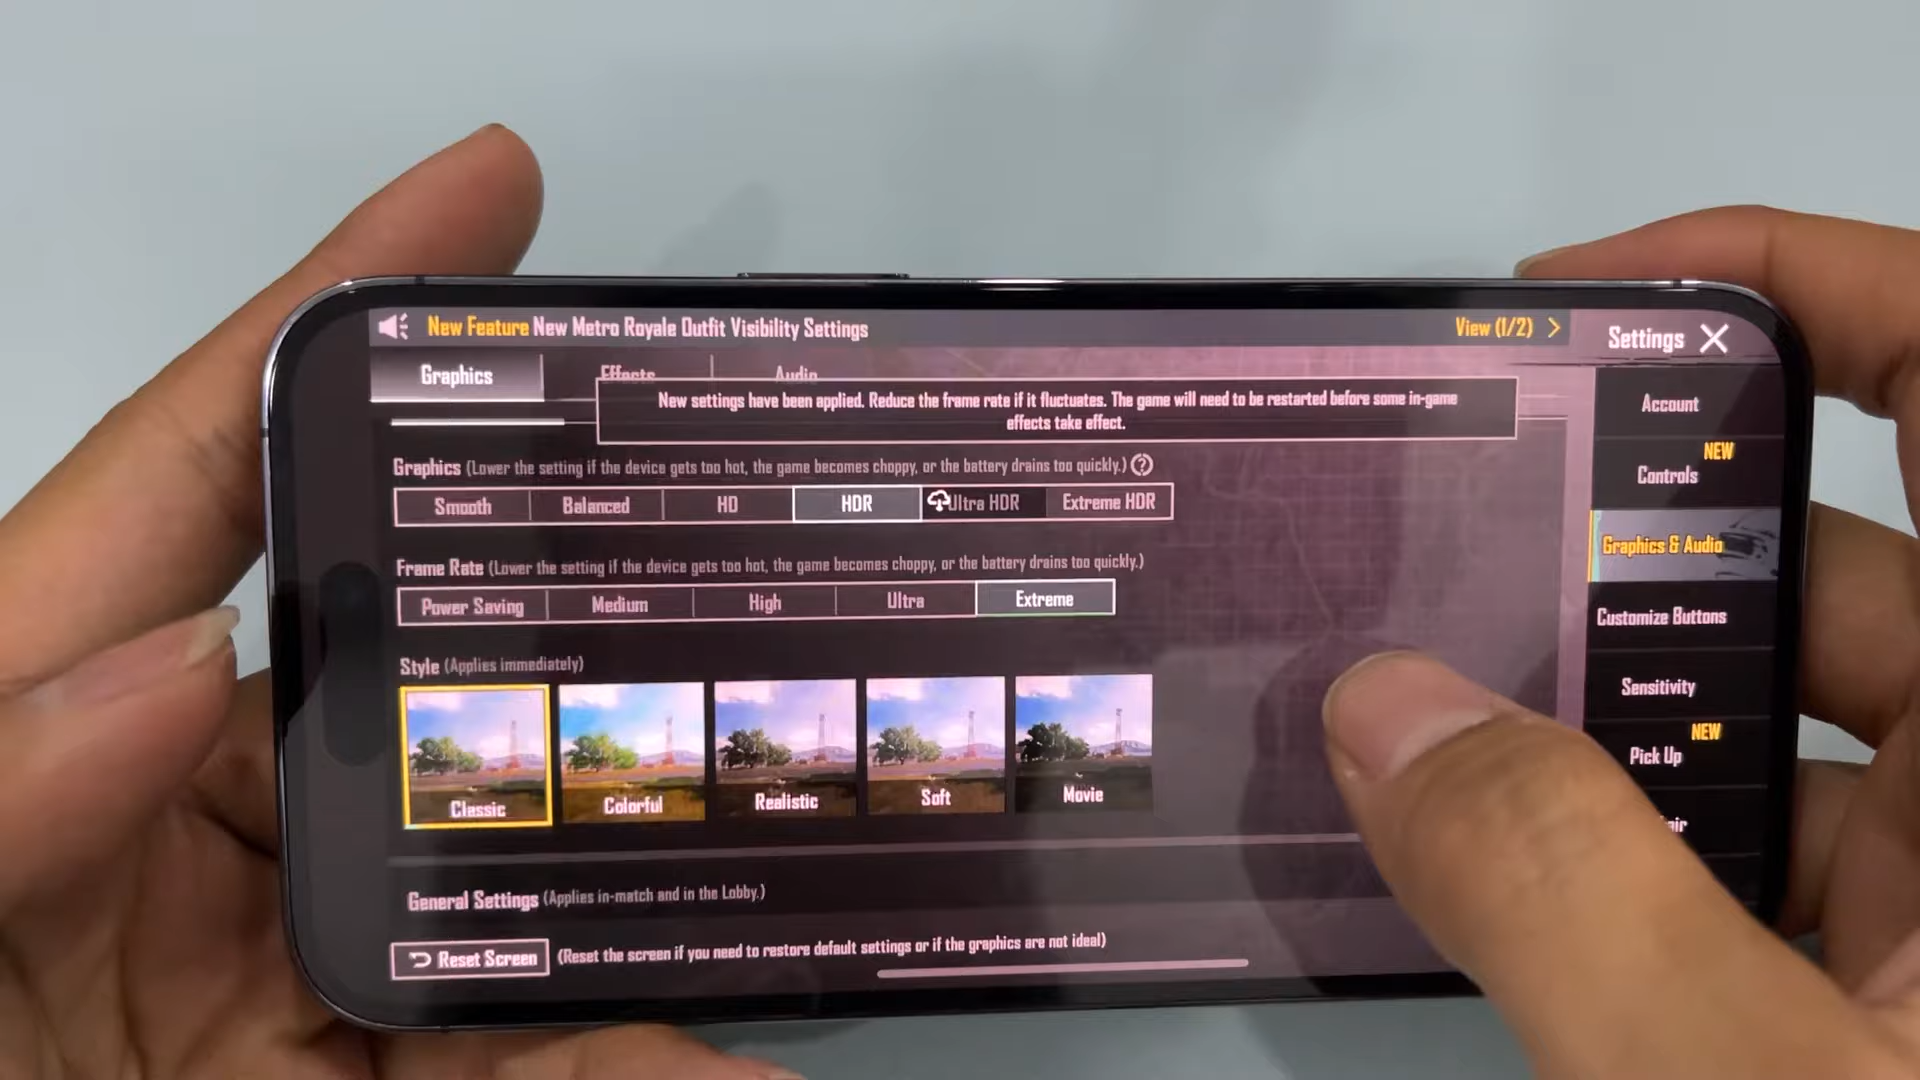 New Feature New Metro Royale Outfit Visibility Settings
View (1/2)
Settings
Graphics
Effects
Audio
New settings have been applied. Reduce the frame rate if it fluctuates. The game will need to be restarted before some in-game
effects take effect.
Graphics (Lower the setting if the device gets too hot, the game becomes choppy, or the battery drains too quickly.) ?
Smooth
Balanced
HD
HDR
Ultra HDR
Extreme HDR
Frame Rate (Lower the setting if the device gets too hot, the game becomes choppy, or the battery drains too quickly.)
Power Saving
Medium
High
Ultra
Extreme
Style (Applies immediately)
Classic
Colorful
Realistic
Soft
Movie
General Settings (Applies in-match and in the Lobby.)
Reset Screen
(Reset the screen if you need to restore default settings or if the graphics are not ideal)
Account
NEW
Controls
Graphics & Audio
Customize Buttons
Sensitivity
NEW
Pick Up